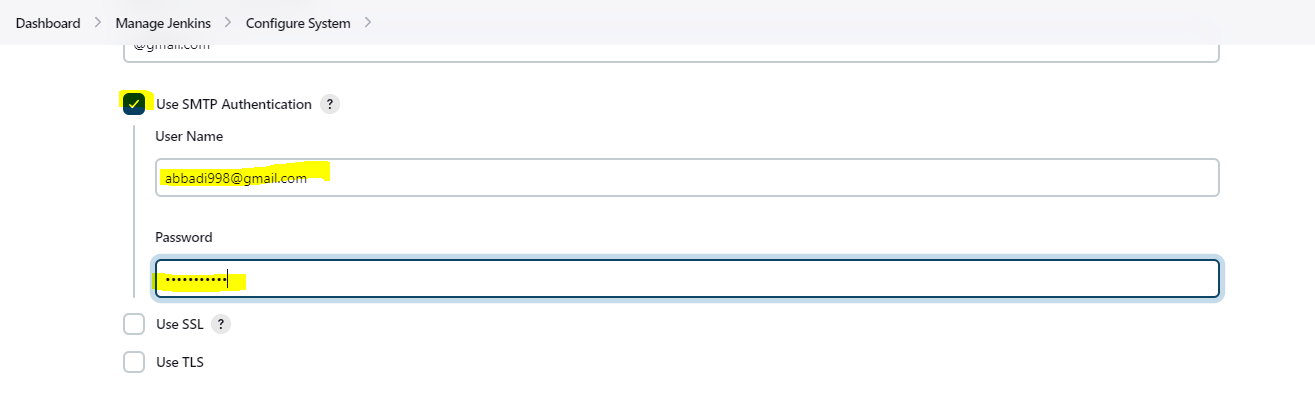 Dashboard > Manage Jenkins > Configure System >
@gmail.com
Use SMTP Authentication ?
User Name
abbadi998@gmail.com
Password
•••••••••••
Use SSL ?
Use TLS